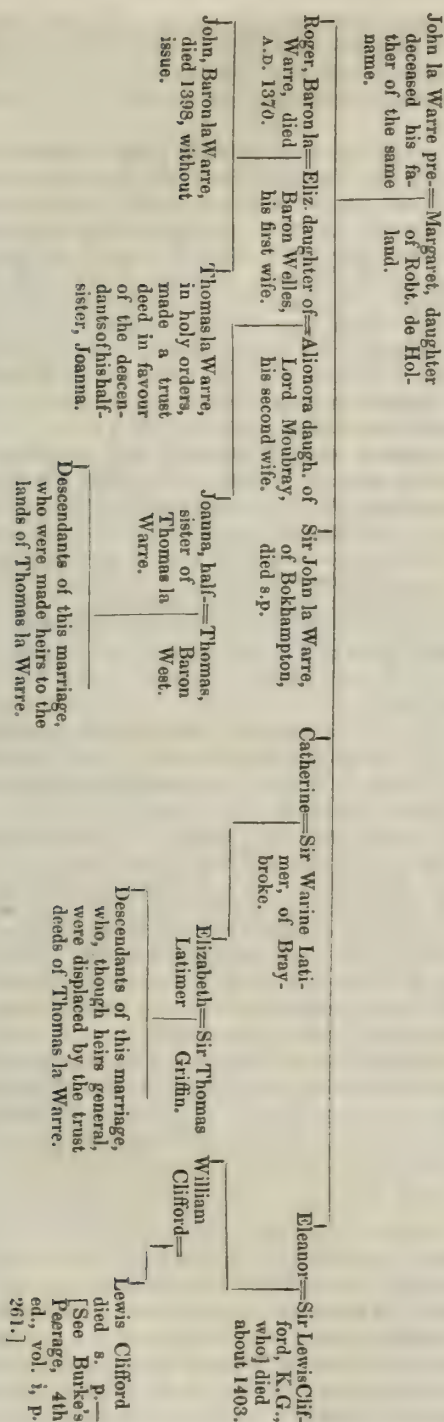 John la Warre pre-==Margaret, daughter
deceased his fa-
ther of the same
name.
of Robt. de Hol-
land.
Roger, Baron la==Eliz. daughter of==Alionora daugh. of
Warre, died
A.D. 1370.
Baron Welles,
his first wife.
Lord Moubray,
his second wife.
Sir John la Warre,
of Bokhampton,
died s.p.
Catherine==Sir Warine Lati-
mer, of Bray-
broke.
Eleanor==Sir Lewis Clif-
ford, K.G.,
who] died
about 1403.
John, Baron la Warre,
died 1398, without
issue.
Thomas la Warre,
in holy orders,
made a trust
deed in favour
of the descen-
dants of his half-
sister, Joanna.
Joanna, half-==Thomas,
sister of
Thomas la
Warre.
Baron
West.
Elizabeth==Sir Thomas
Latimer
Griffin.
William
Clifford==
Descendants of this marriage,
who were made heirs to the
lands of Thomas la Warre.
Descendants of this marriage,
who, though heirs general,
were displaced by the trust
deeds of Thomas la Warre.
Lewis Clifford
died s. p.—
[See Burke's
Peerage, 4th
ed., vol. i, p.
261.]